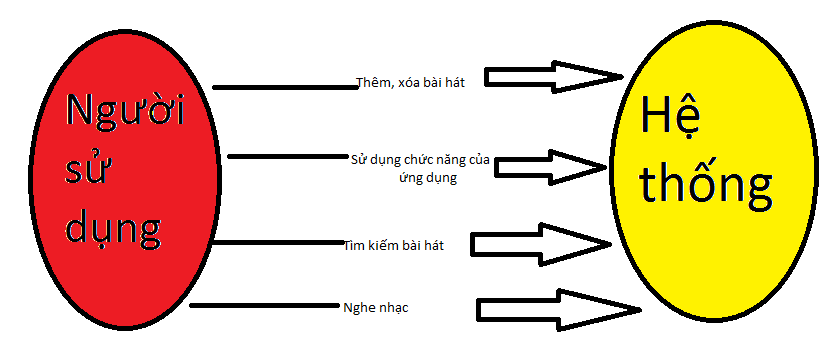 Người
sử
dụng
Thêm, xóa bài hát
Sử dụng chức năng của
ứng dụng
Tìm kiếm bài hát
Nghe nhạc
Hệ
thống